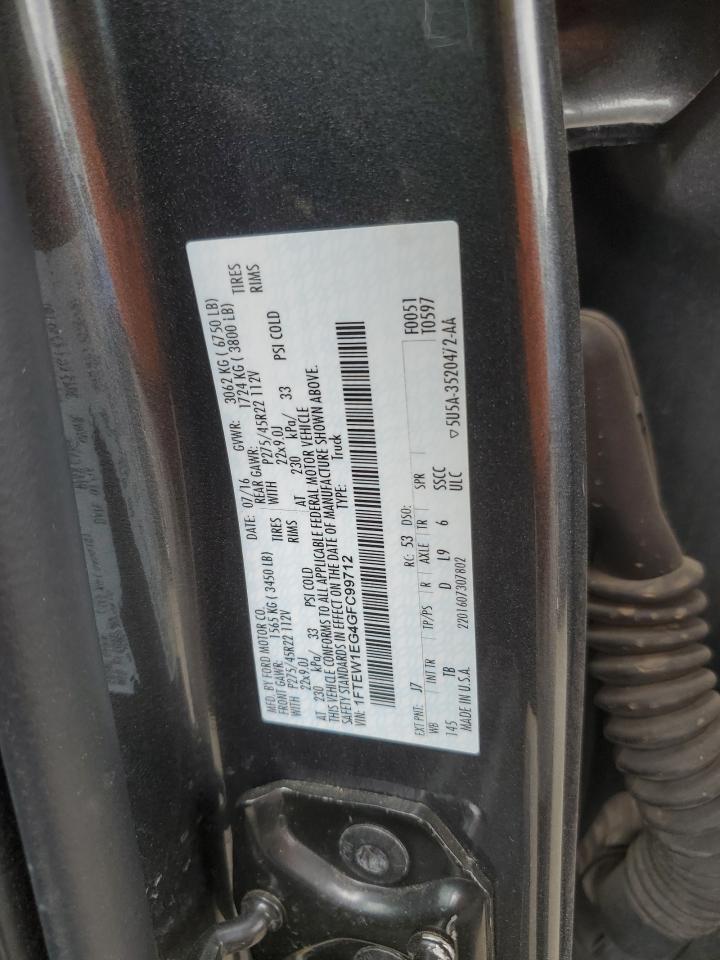 MFD. BY FORD MOTOR CO.
DATE: 07/16 GVWR: 3062 KG ( 6750 LB)
FRONT GAWR: 1565 KG ( 3450 LB) REAR GAWR: 1724 KG ( 3800 LB)
WITH P275/45R22 112V TIRES WITH P275/45R22 112V TIRES
22x9.0J RIMS 22x9.0J RIMS
AT 230 kPa/ 33 PSI COLD AT 230 kPa/ 33 PSI COLD
THIS VEHICLE CONFORMS TO ALL APPLICABLE FEDERAL MOTOR VEHICLE
SAFETY STANDARDS IN EFFECT ON THE DATE OF MANUFACTURE SHOWN ABOVE.
VIN: 1FTEW1EG4GFC99712 TYPE: Truck
F0051
T0597
EXT PNT: J7 RC: 53 DSO:
WB INT TR TP/PS R AXLE TR SPR
145 TB D L9 6 SSCC
ULC
MADE IN U.S.A. 2201607307802 ▽5U5A-3520472-AA